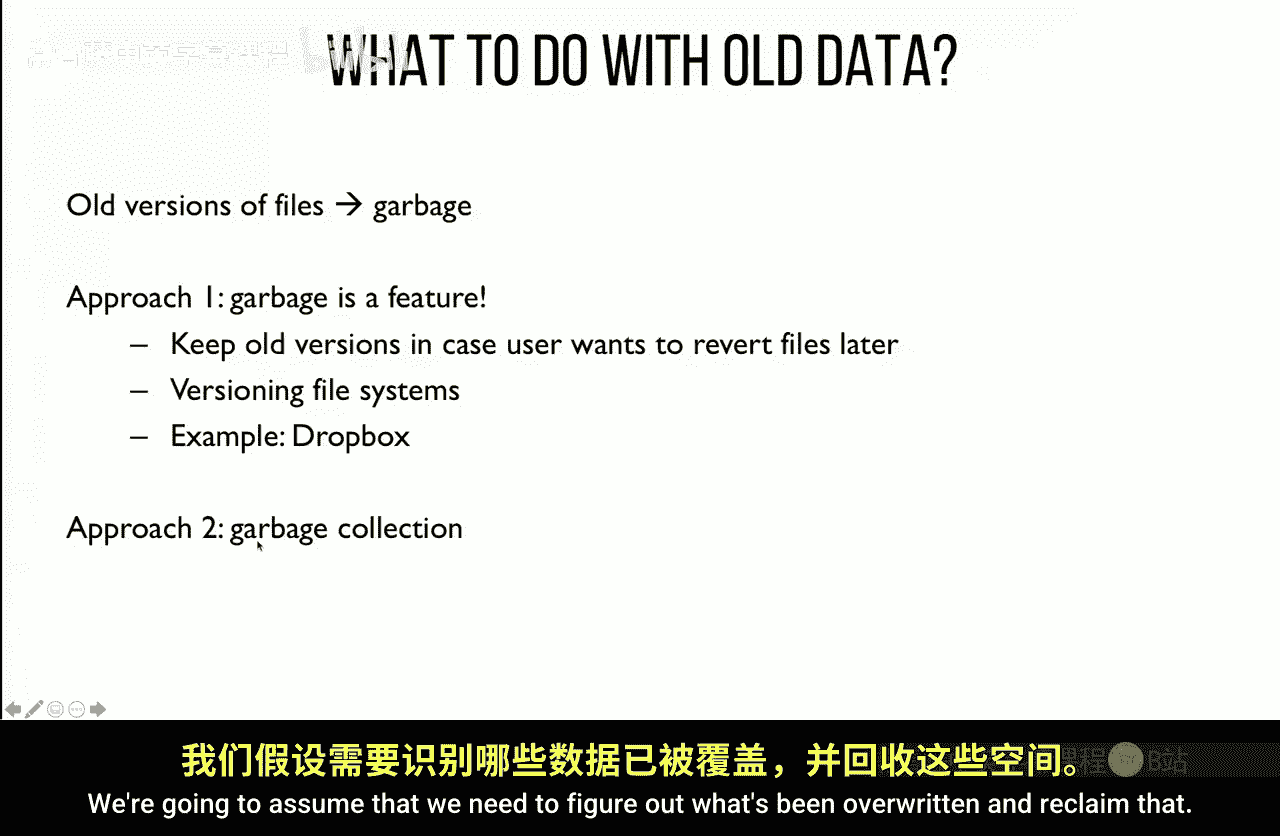 WHAT TO DO WITH OLD DATA?
Old versions of files → garbage
Approach 1: garbage is a feature!
– Keep old versions in case user wants to revert files later
– Versioning file systems
– Example: Dropbox
Approach 2: garbage collection
我们假设需要识别哪些数据已被覆盖，并回收这些空间。
We're going to assume that we need to figure out what's been overwritten and reclaim that.